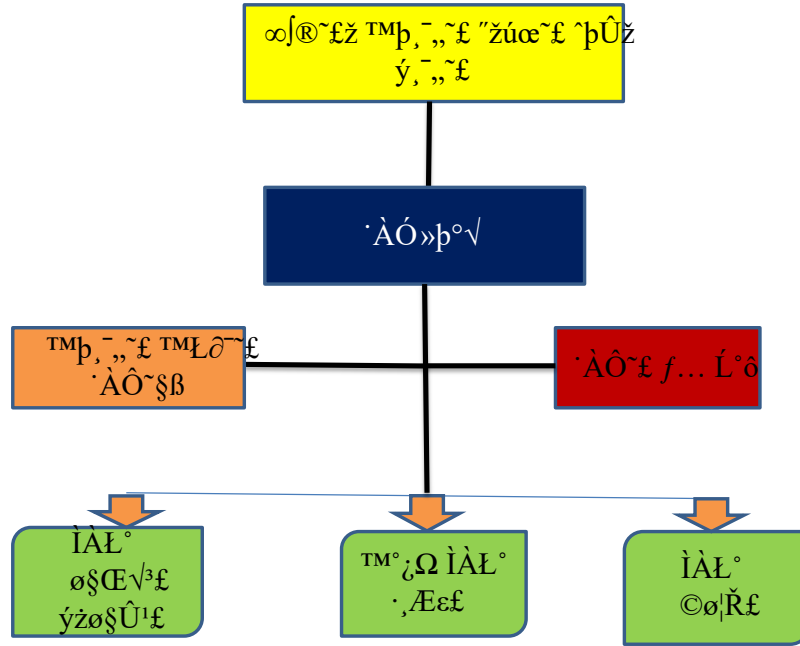 ∞∫®˜£ž ™þ¸¯„˜£ ˝žúœ˜£ ˆþÛž
ý¸¯„˜£
˙ÀÓ»þ°√
™þ¸¯„˜£ ™Ł∂¯˜£
˙ÀÔ˜§ß
˙ÀÔ˜£ ƒ… Ĺ°ô
ÌÀŁ°
ø§Œ√³£
ýżø§Û¹£
™°¿Ω ÌÀŁ°
·¸Æε£
ÌÀŁ°
©ø¦Ř£